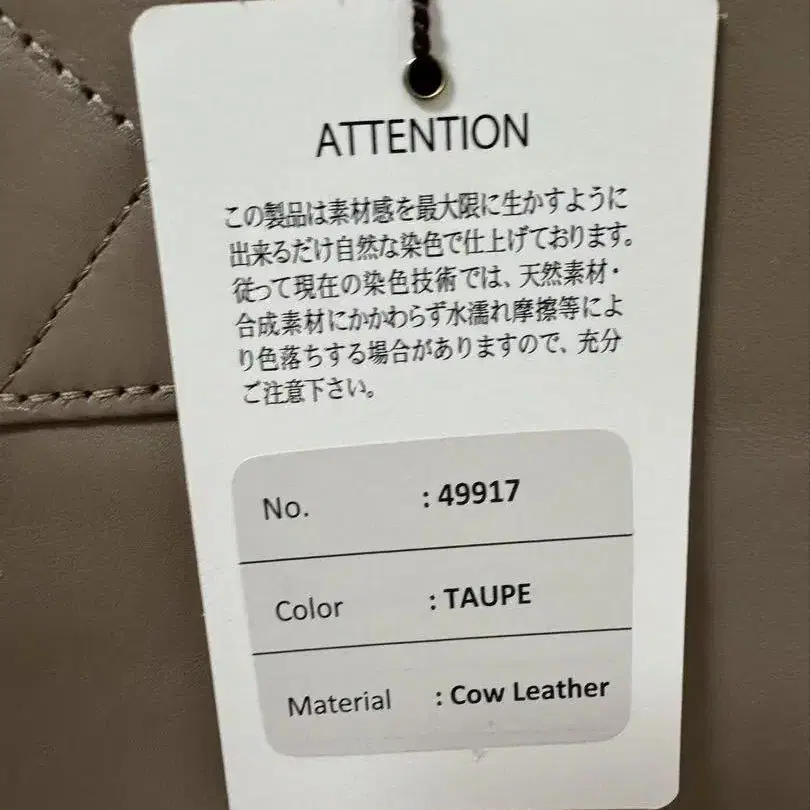 ATTENTION
この製品は素材感を最大限に生かすように
出来るだけ自然な染色で仕上げております。
従って現在の染色技術では、天然素材・
合成素材にかかわらず水濡れ摩擦等によ
り色落ちする場合がありますので、充分
ご注意下さい。
No. : 49917
Color : TAUPE
Material : Cow Leather